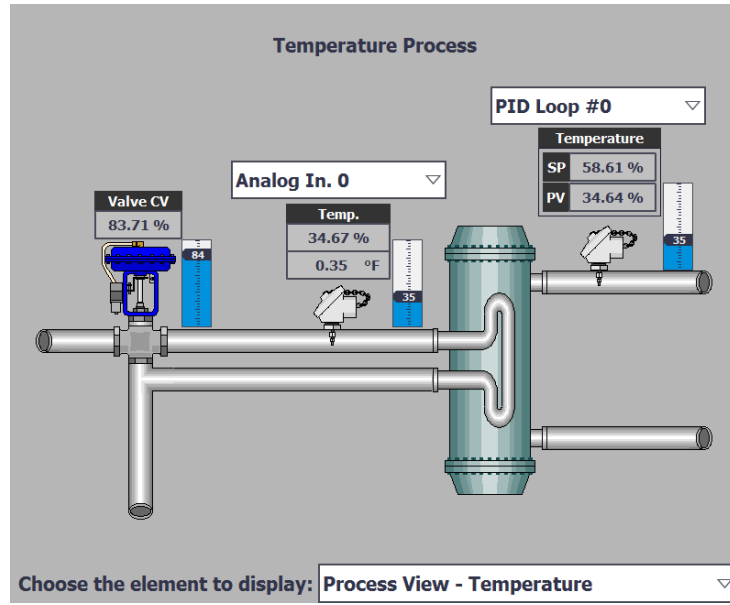 Temperature Process
PID Loop #0
Temperature
SP 58.61 %
PV 34.64 %
35
Analog In. 0
Temp.
34.67 %
0.35 °F
35
Valve CV
83.71 %
84
Choose the element to display: Process View - Temperature